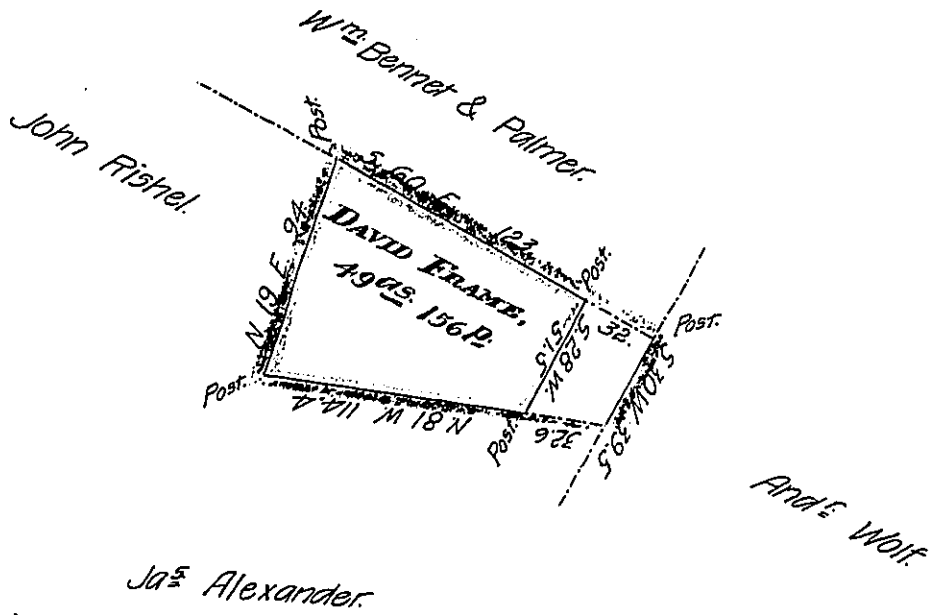 Wm. Bennet & Palmer.
John Rishel.
Post.
S. 60 E. 123.
N. 19 E. 94.
DAVID FRAME,
49 as. 156 p.
Post.
32.
Post.
S. 28 W.
51.5
S. 30 W. 39.5
Post.
N. 81 W. 114.4
Post.
32.6
Andr. Wolf.
Jas. Alexander.